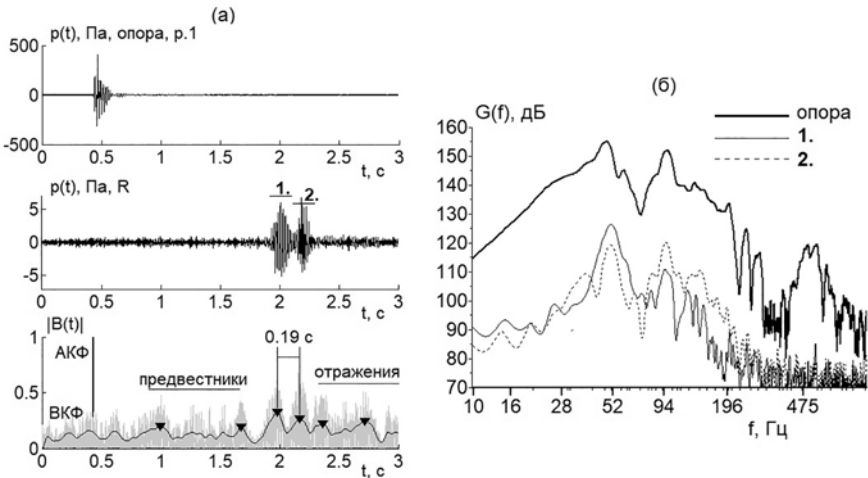 (а)
p(t), Па, опора, р.1
500
0
-500
0 0.5 1 1.5 2 2.5 3
t, с
p(t), Па, R
1. 2.
5
0
-5
0 0.5 1 1.5 2 2.5 3
t, с
|B(t)|
1
0.5
0
АКФ
ВКФ
предвестники
0.19 с
отражения
0 0.5 1 1.5 2 2.5 3
t, с
(б)
G(f), дБ
опора
1.
2.
160
150
140
130
120
110
100
90
80
70
10 16 28 52 94 196 475
f, Гц